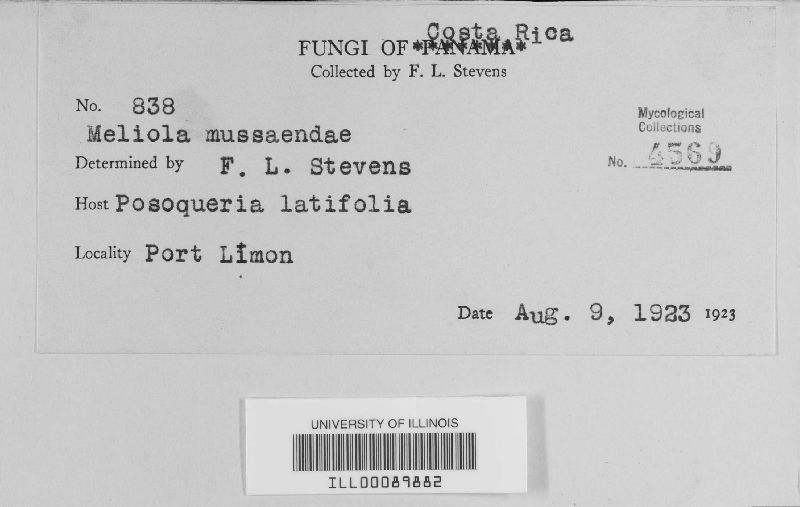 Costa Rica
FUNGI OF *PANAMA*
Collected by F. L. Stevens
No. 838
Meliola mussaendae
Mycological
Collections
Determined by F. L. Stevens
No. 4569
Host Posoqueria latifolia
Locality Port Limon
Date Aug. 9, 1923 1923
UNIVERSITY OF ILLINOIS
ILL00089882